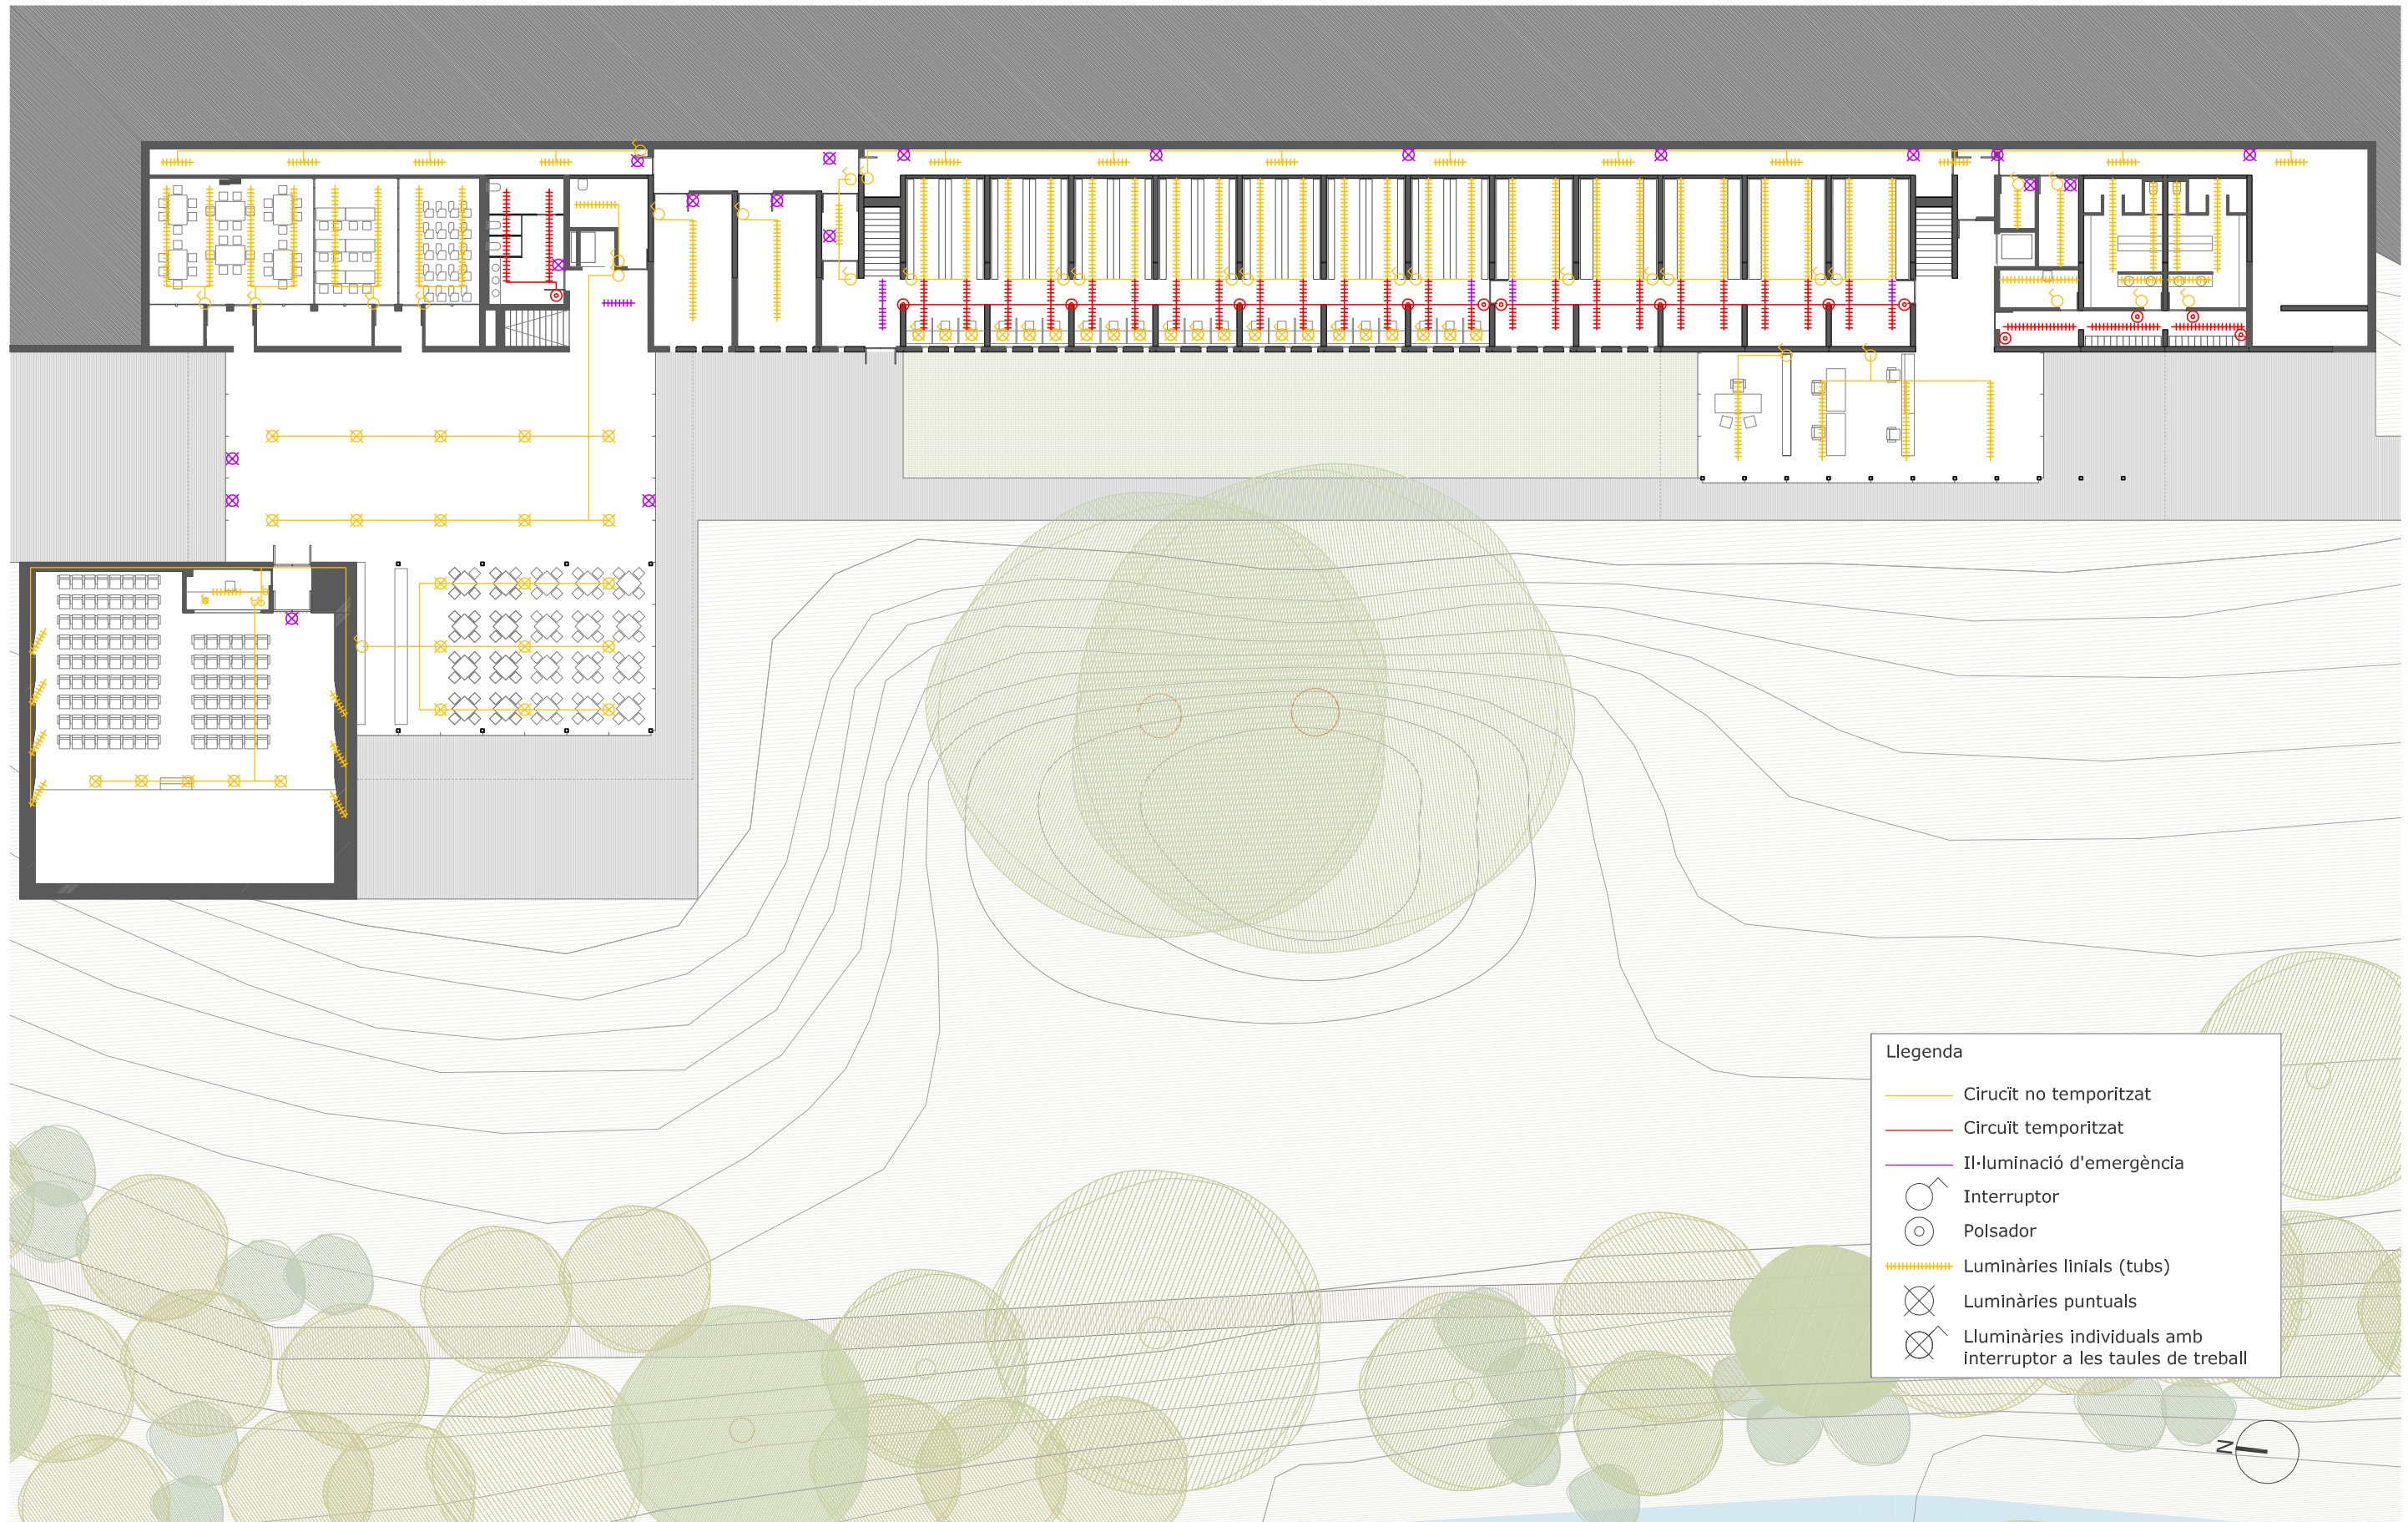 Llegenda
Cirucït no temporitzat
Circuït temporitzat
Il·luminació d'emergència
Interruptor
Polsador
Luminàries linials (tubs)
Luminàries puntuals
Lluminàries individuals amb
interruptor a les taules de treball
N